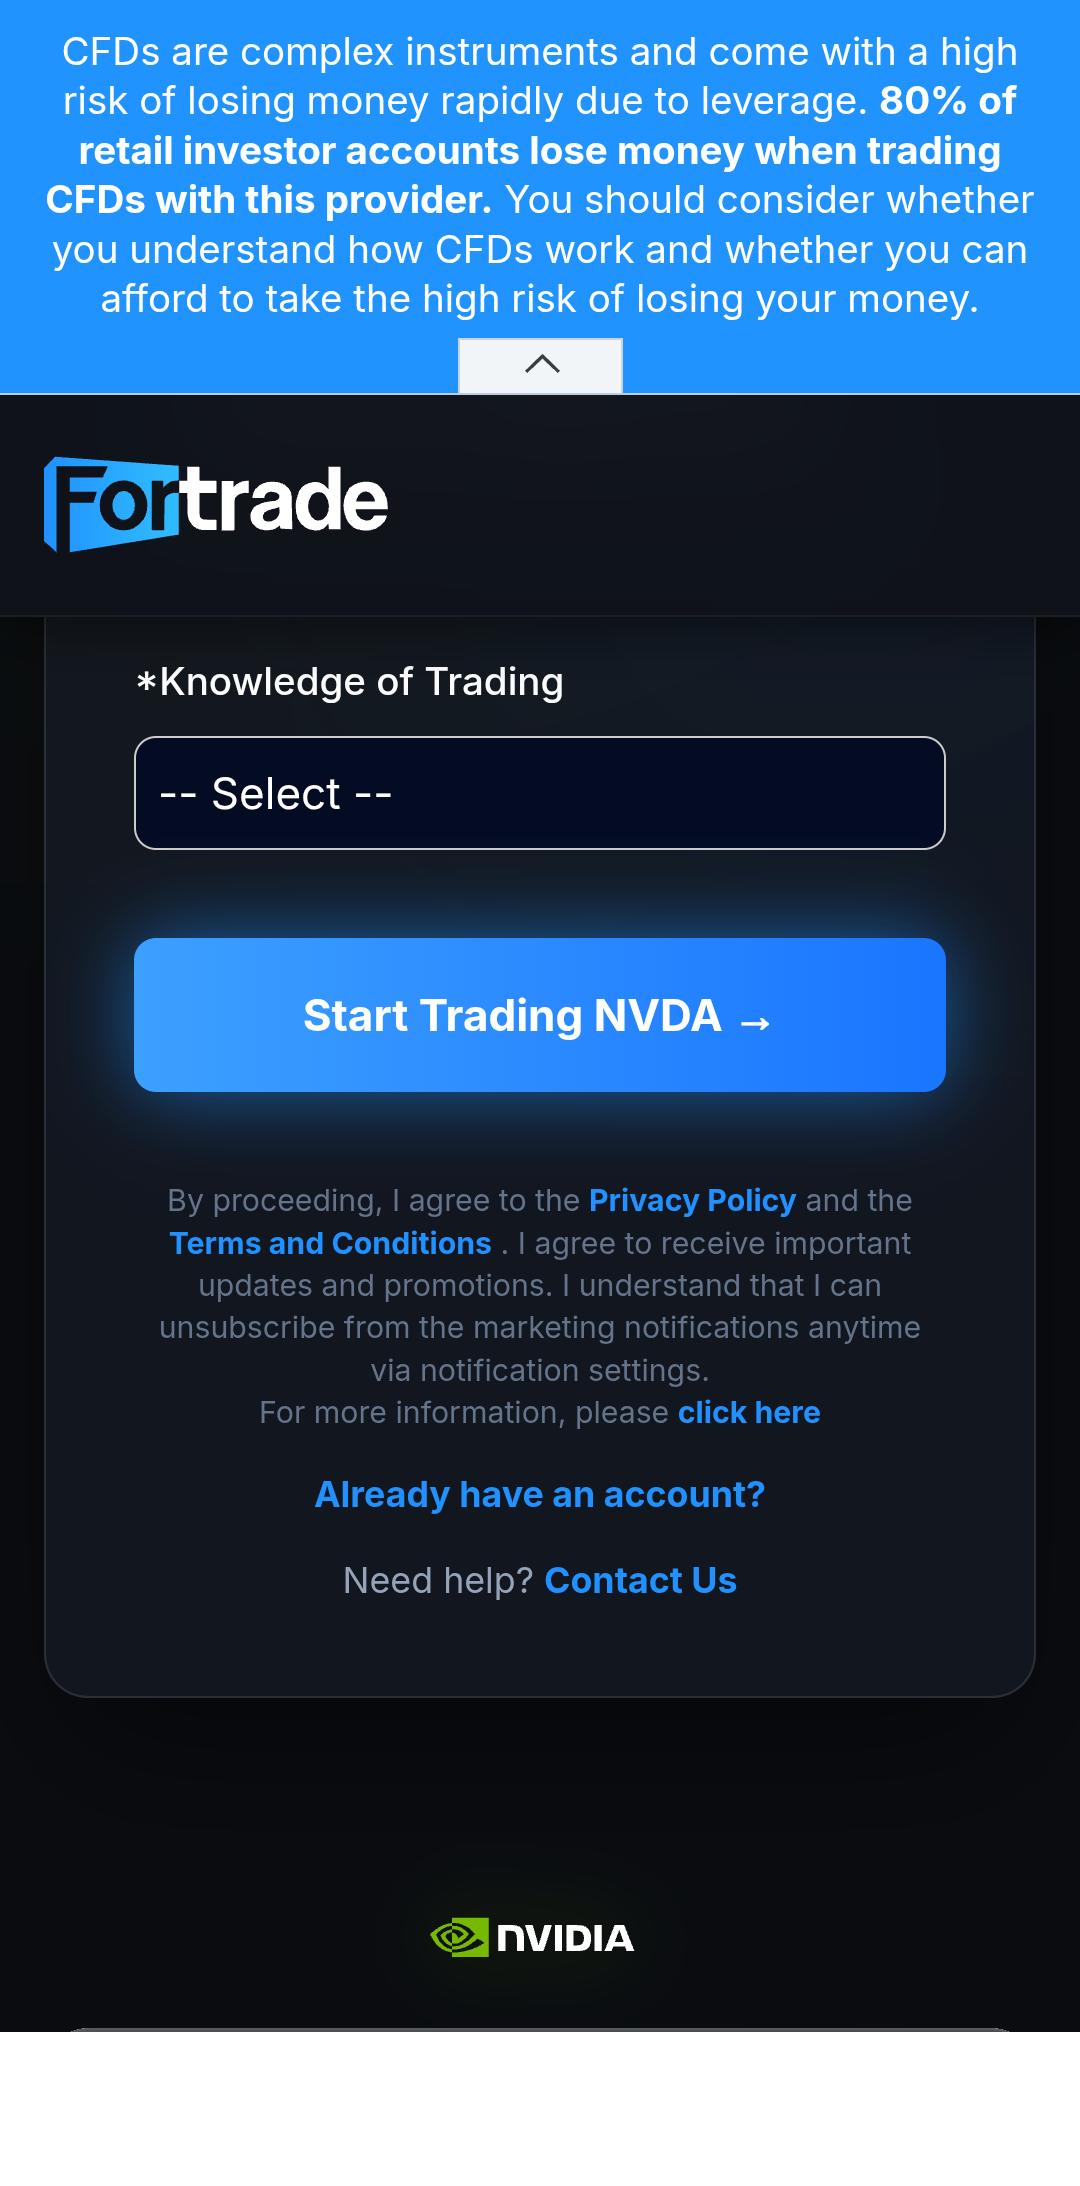 CFDs are complex instruments and come with a high
risk of losing money rapidly due to leverage. 80% of
retail investor accounts lose money when trading
CFDs with this provider. You should consider whether
you understand how CFDs work and whether you can
afford to take the high risk of losing your money.
Fortrade
*Knowledge of Trading
-- Select --
Start Trading NVDA →
By proceeding, I agree to the Privacy Policy and the
Terms and Conditions . I agree to receive important
updates and promotions. I understand that I can
unsubscribe from the marketing notifications anytime
via notification settings.
For more information, please click here
Already have an account?
Need help? Contact Us
NVIDIA